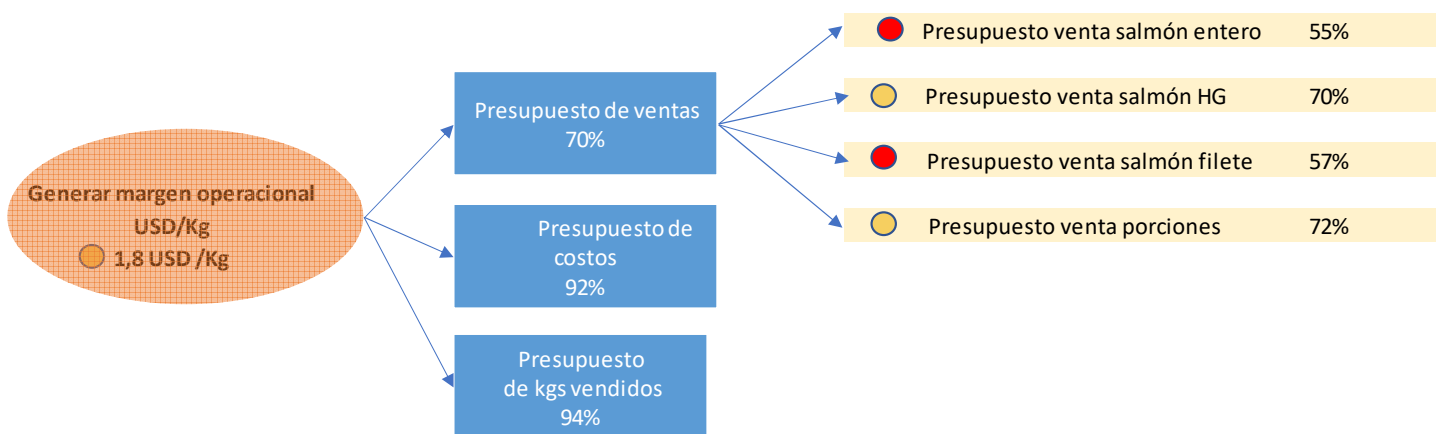 Generar margen operacional
USD/Kg
1,8 USD /Kg
Presupuesto de ventas
70%
Presupuesto de
costos
92%
Presupuesto
de kgs vendidos
94%
Presupuesto venta salmón entero 55%
Presupuesto venta salmón HG 70%
Presupuesto venta salmón filete 57%
Presupuesto venta porciones 72%